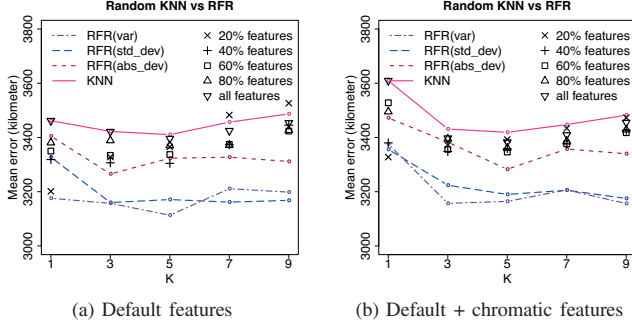 Random KNN vs RFR
Mean error (kilometer)
3800
3600
3400
3200
3000
RFR(var)
RFR(std_dev)
RFR(abs_dev)
KNN
20% features
40% features
60% features
80% features
all features
1 3 5 7 9
K
(a) Default features
Random KNN vs RFR
Mean error (kilometer)
3800
3600
3400
3200
3000
RFR(var)
RFR(std_dev)
RFR(abs_dev)
KNN
20% features
40% features
60% features
80% features
all features
1 3 5 7 9
K
(b) Default + chromatic features